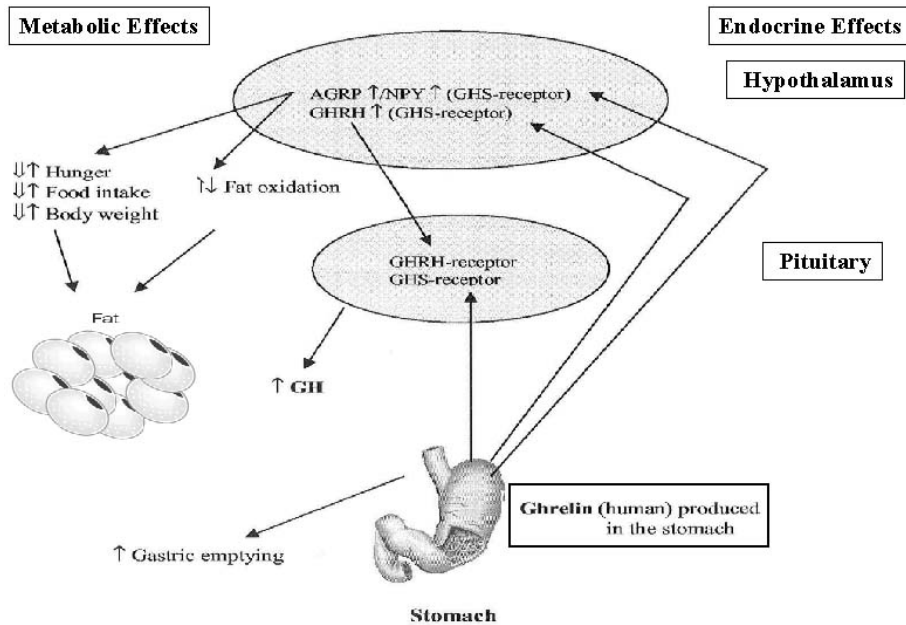 Metabolic Effects
Endocrine Effects
Hypothalamus
AGRP ↑/NPY ↑ (GHS-receptor)
GHRH ↑ (GHS-receptor)
⇓↑ Hunger
⇓↑ Food intake
⇓↑ Body weight
↑↓ Fat oxidation
Pituitary
GHRH-receptor
GHS-receptor
Fat
↑ GH
Ghrelin (human) produced
in the stomach
↑ Gastric emptying
Stomach